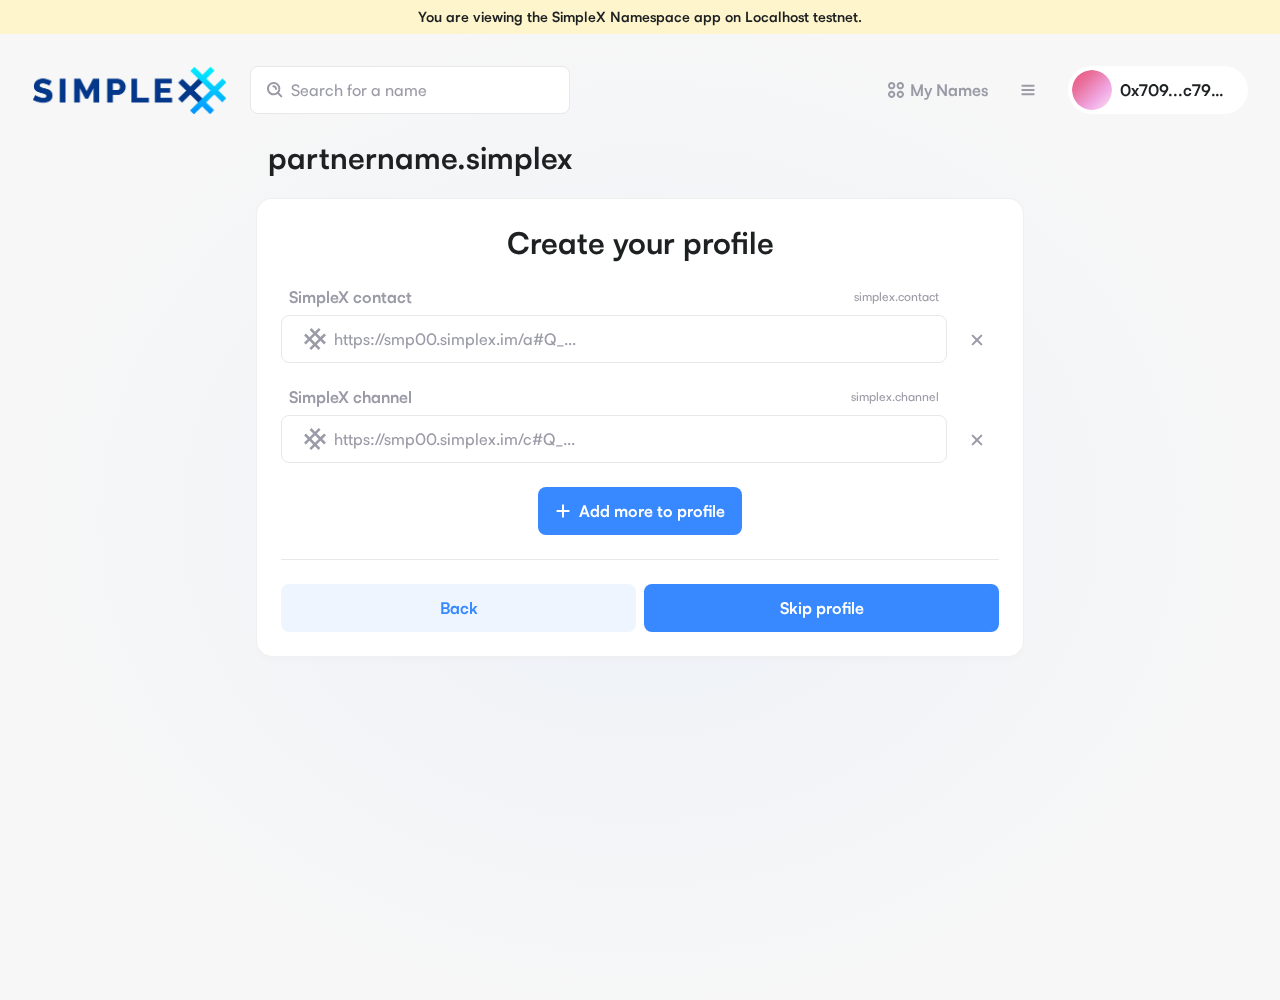 You are viewing the SimpleX Namespace app on Localhost testnet.
SIMPLEX
Search for a name
My Names
0x709...c79...
partnername.simplex
Create your profile
SimpleX contact
simplex.contact
https://smp00.simplex.im/a#Q_...
SimpleX channel
simplex.channel
https://smp00.simplex.im/c#Q_...
Add more to profile
Back
Skip profile